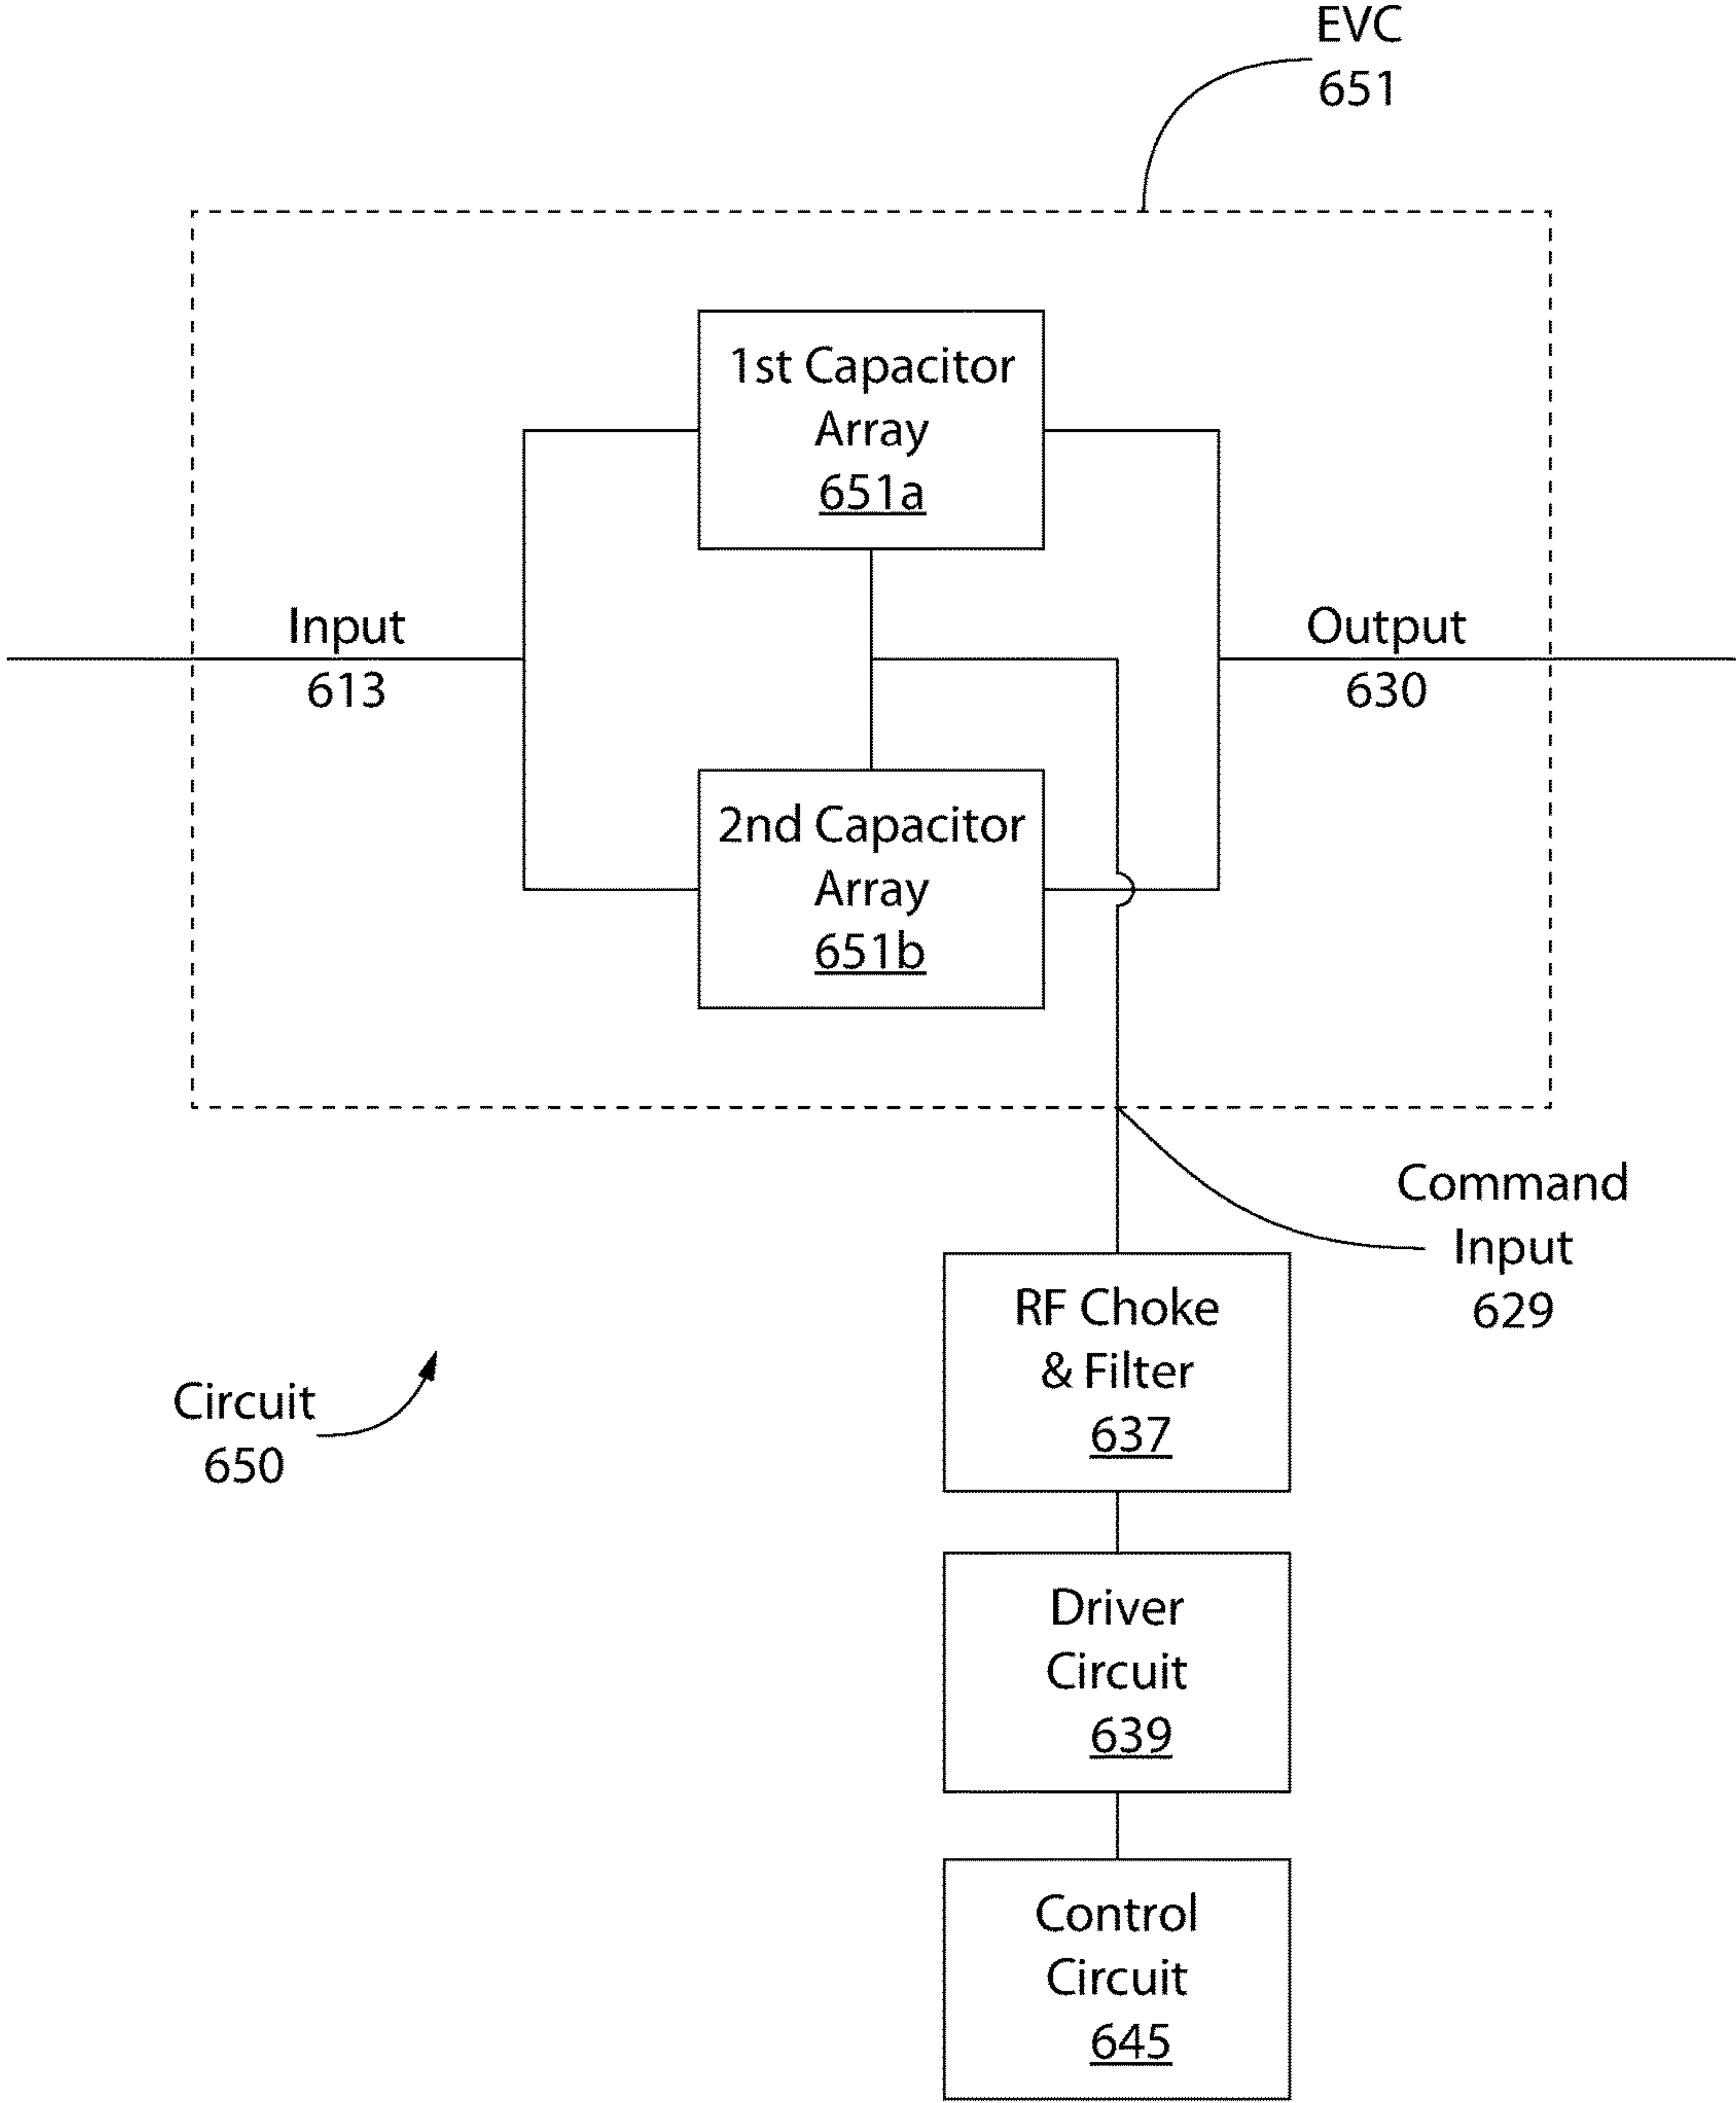 EVC
651
1st Capacitor
Array
651a
Input
613
Output
630
2nd Capacitor
Array
651b
Command
Input
629
RF Choke
& Filter
637
Circuit
650
Driver
Circuit
639
Control
Circuit
645